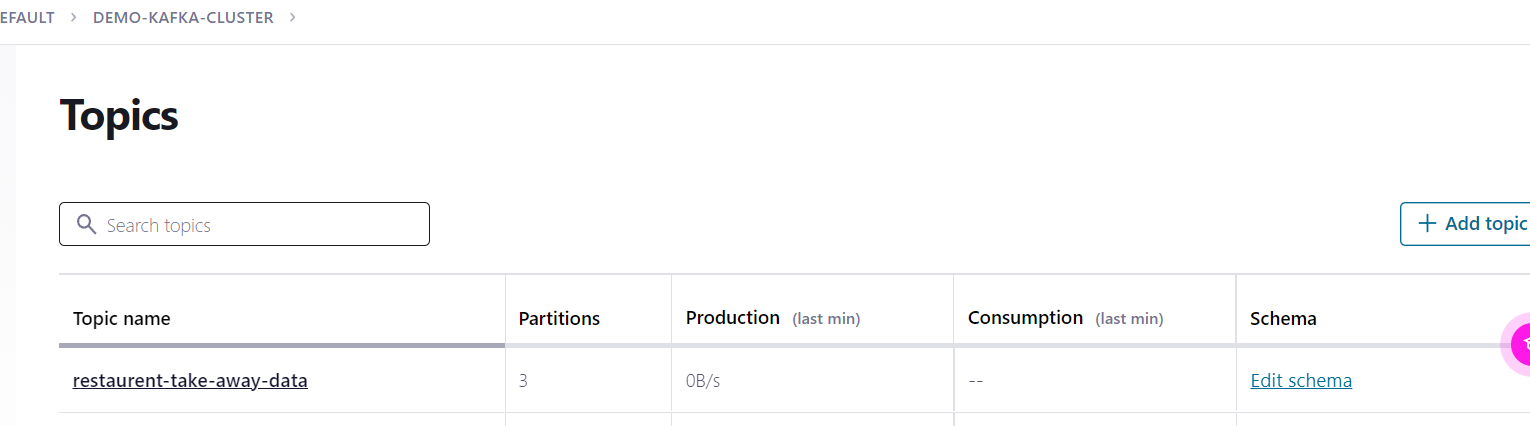 EFAULT > DEMO-KAFKA-CLUSTER >
Topics
Search topics
+ Add topic
Topic name Partitions Production (last min) Consumption (last min) Schema
restaurent-take-away-data 3 0B/s -- Edit schema